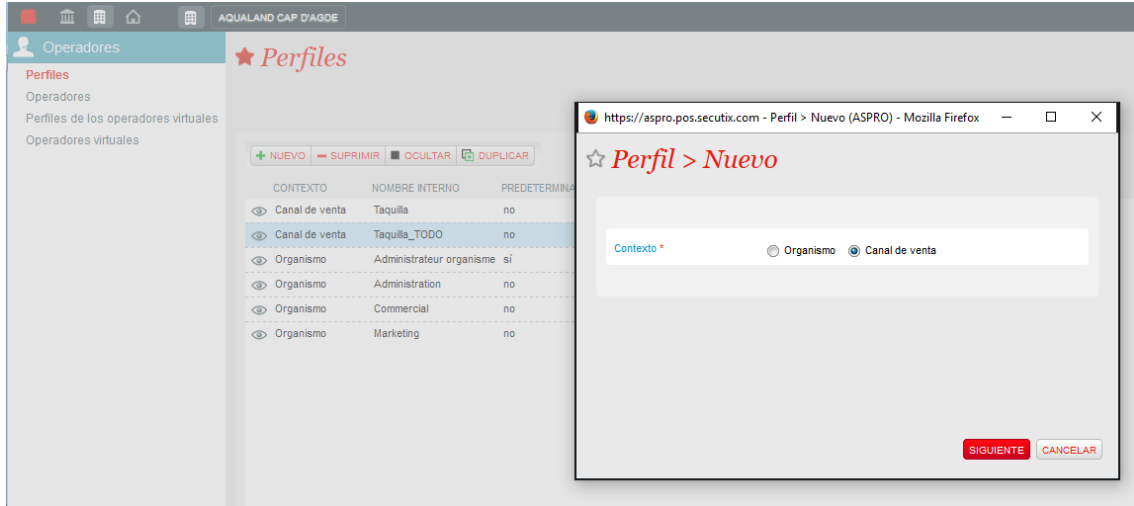 AQUALAND CAP D'AGDE
Operadores
Perfiles
Operadores
Perfiles de los operadores virtuales
Operadores virtuales
Perfiles
NUEVO SUPRIMIR OCULTAR DUPLICAR
CONTEXTO NOMBRE INTERNO PREDETERMINA
Canal de venta Taquilla no
Canal de venta Taquilla_TODO no
Organismo Administrateur organisme sí
Organismo Administration no
Organismo Commercial no
Organismo Marketing no
https://aspro.pos.secutix.com - Perfil > Nuevo (ASPRO) - Mozilla Firefox
Perfil > Nuevo
Contexto * Organismo Canal de venta
SIGUIENTE CANCELAR